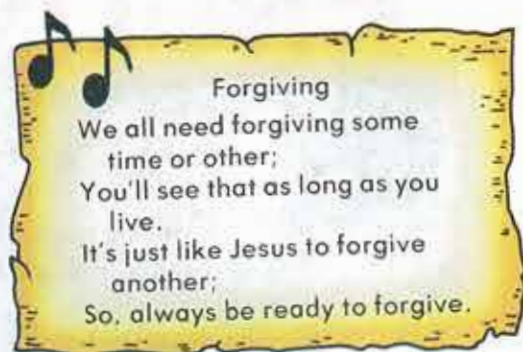 Forgiving
We all need forgiving some
time or other;
You'll see that as long as you
live.
It's just like Jesus to forgive
another;
So, always be ready to forgive.